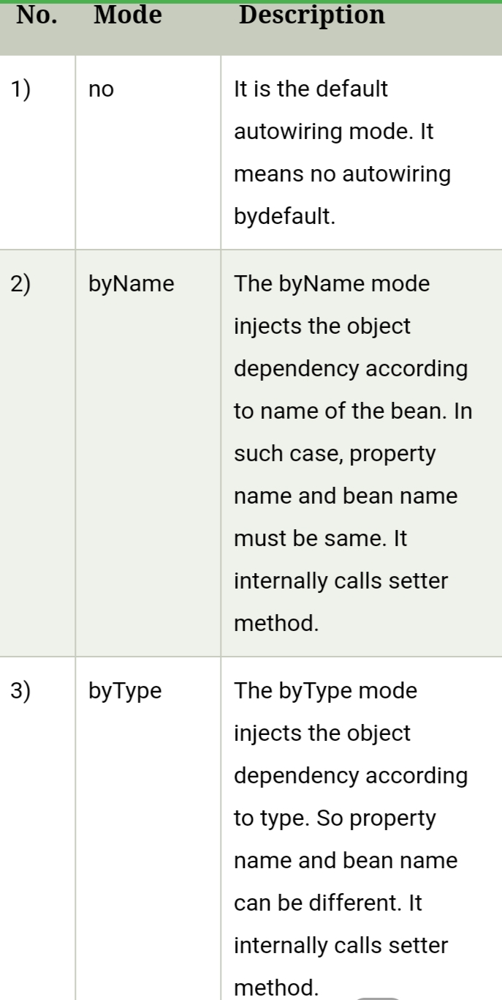 No. Mode Description
1) no It is the default
autowiring mode. It
means no autowiring
bydefault.
2) byName The byName mode
injects the object
dependency according
to name of the bean. In
such case, property
name and bean name
must be same. It
internally calls setter
method.
3) byType The byType mode
injects the object
dependency according
to type. So property
name and bean name
can be different. It
internally calls setter
method.